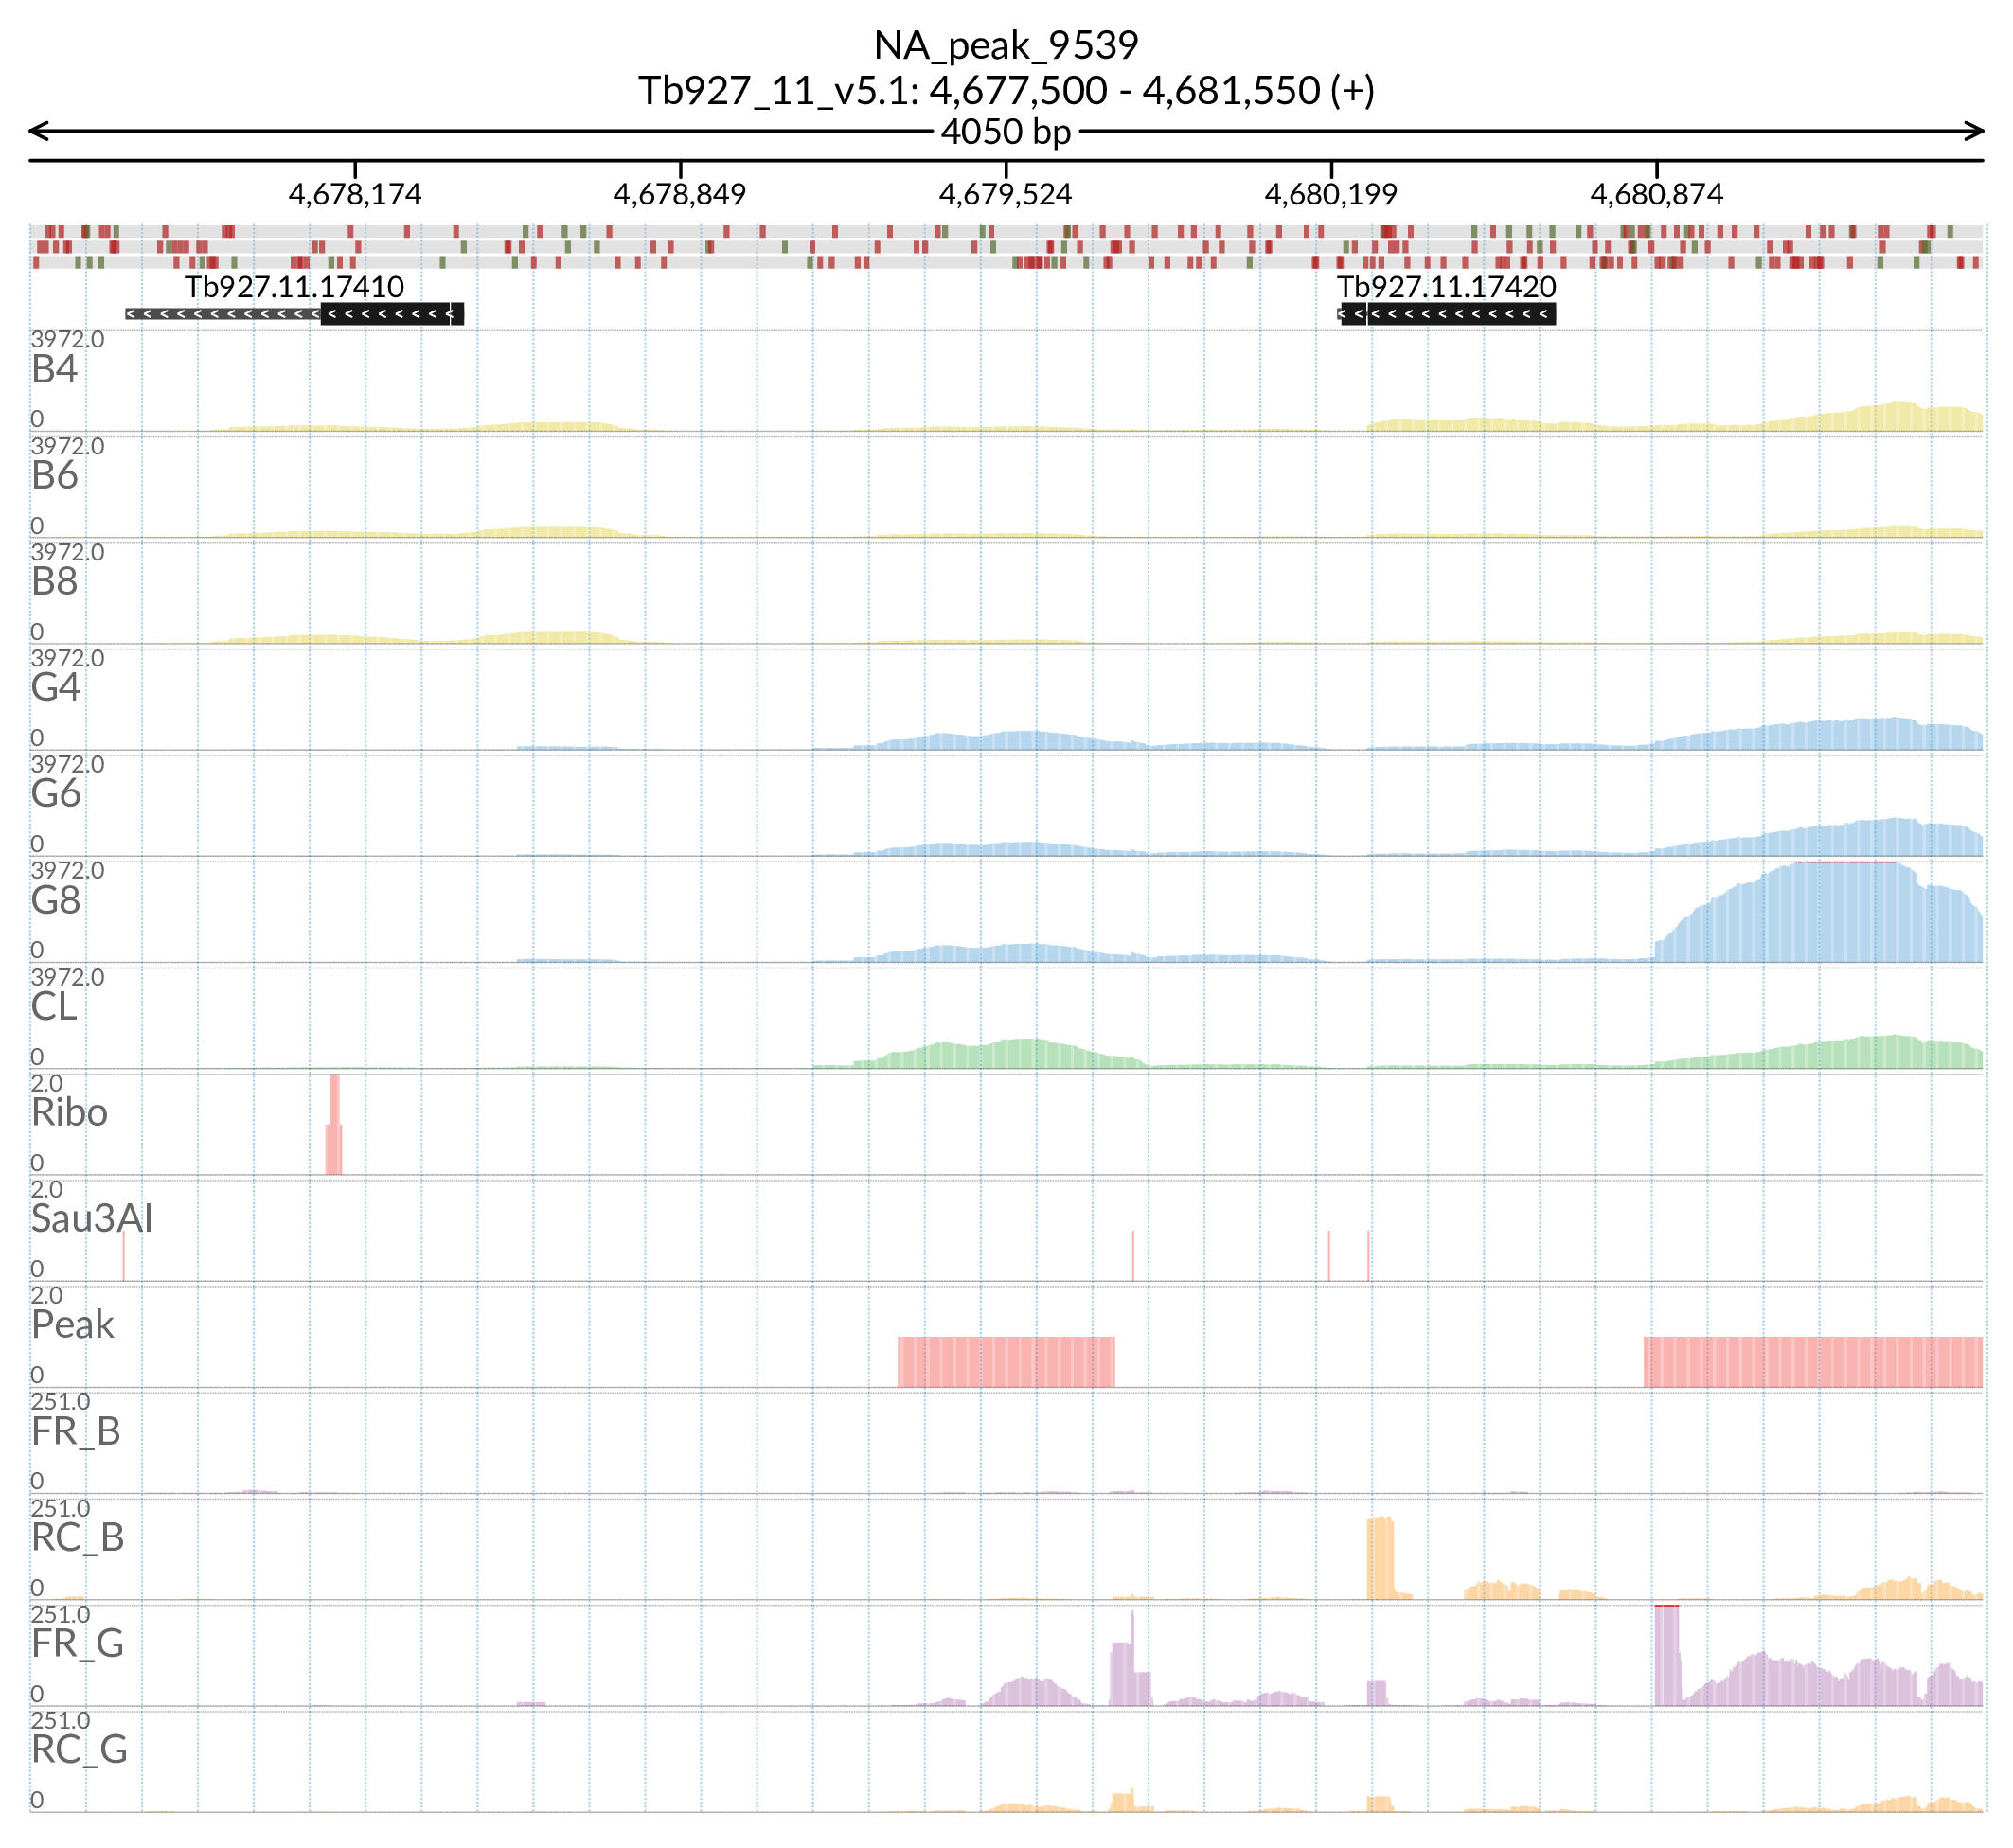 NA_peak_9539
Tb927_11_v5.1: 4,677,500 - 4,681,550 (+)
4050 bp
4,678,174 4,678,849 4,679,524 4,680,199 4,680,874
Tb927.11.17410 Tb927.11.17420
3972.0
B4
0
3972.0
B6
0
3972.0
B8
0
3972.0
G4
0
3972.0
G6
0
3972.0
G8
0
3972.0
CL
0
2.0
Ribo
0
2.0
Sau3AI
0
2.0
Peak
0
251.0
FR_B
0
251.0
RC_B
0
251.0
FR_G
0
251.0
RC_G
0